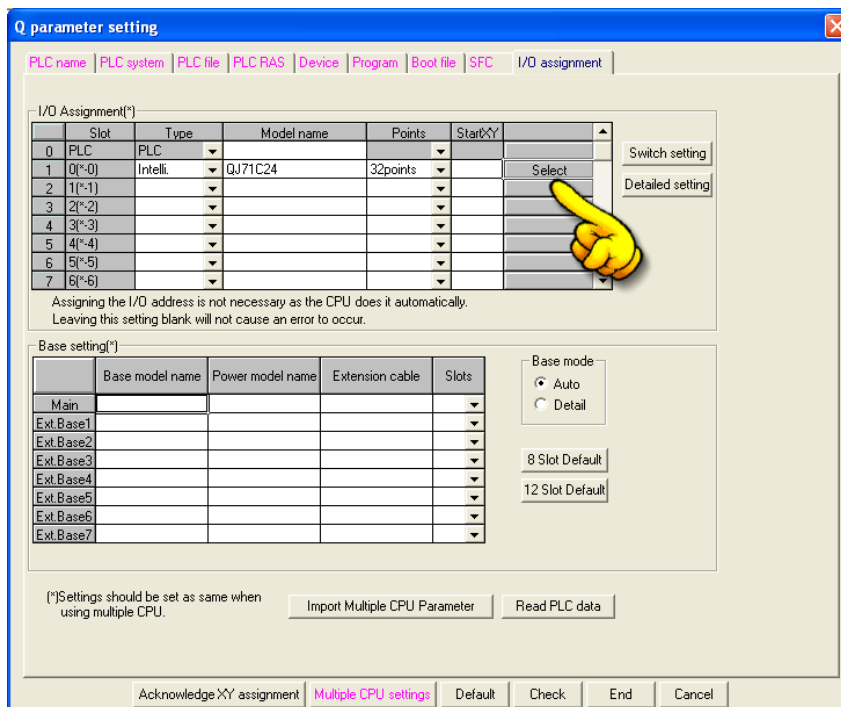 Q parameter setting
PLC name PLC system PLC file PLC RAS Device Program Boot file SFC I/O assignment
I/O Assignment(*)
Slot Type Model name Points StartXY
0 PLC PLC
1 0(*-0) Intelli. QJ71C24 32points Select
2 1(*-1)
3 2(*-2)
4 3(*-3)
5 4(*-4)
6 5(*-5)
7 6(*-6)
Switch setting
Detailed setting
Assigning the I/O address is not necessary as the CPU does it automatically.
Leaving this setting blank will not cause an error to occur.
Base setting(*)
Base model name Power model name Extension cable Slots
Main
Ext.Base1
Ext.Base2
Ext.Base3
Ext.Base4
Ext.Base5
Ext.Base6
Ext.Base7
Base mode
Auto
Detail
8 Slot Default
12 Slot Default
(*)Settings should be set as same when
using multiple CPU.
Import Multiple CPU Parameter Read PLC data
Acknowledge XY assignment Multiple CPU settings Default Check End Cancel